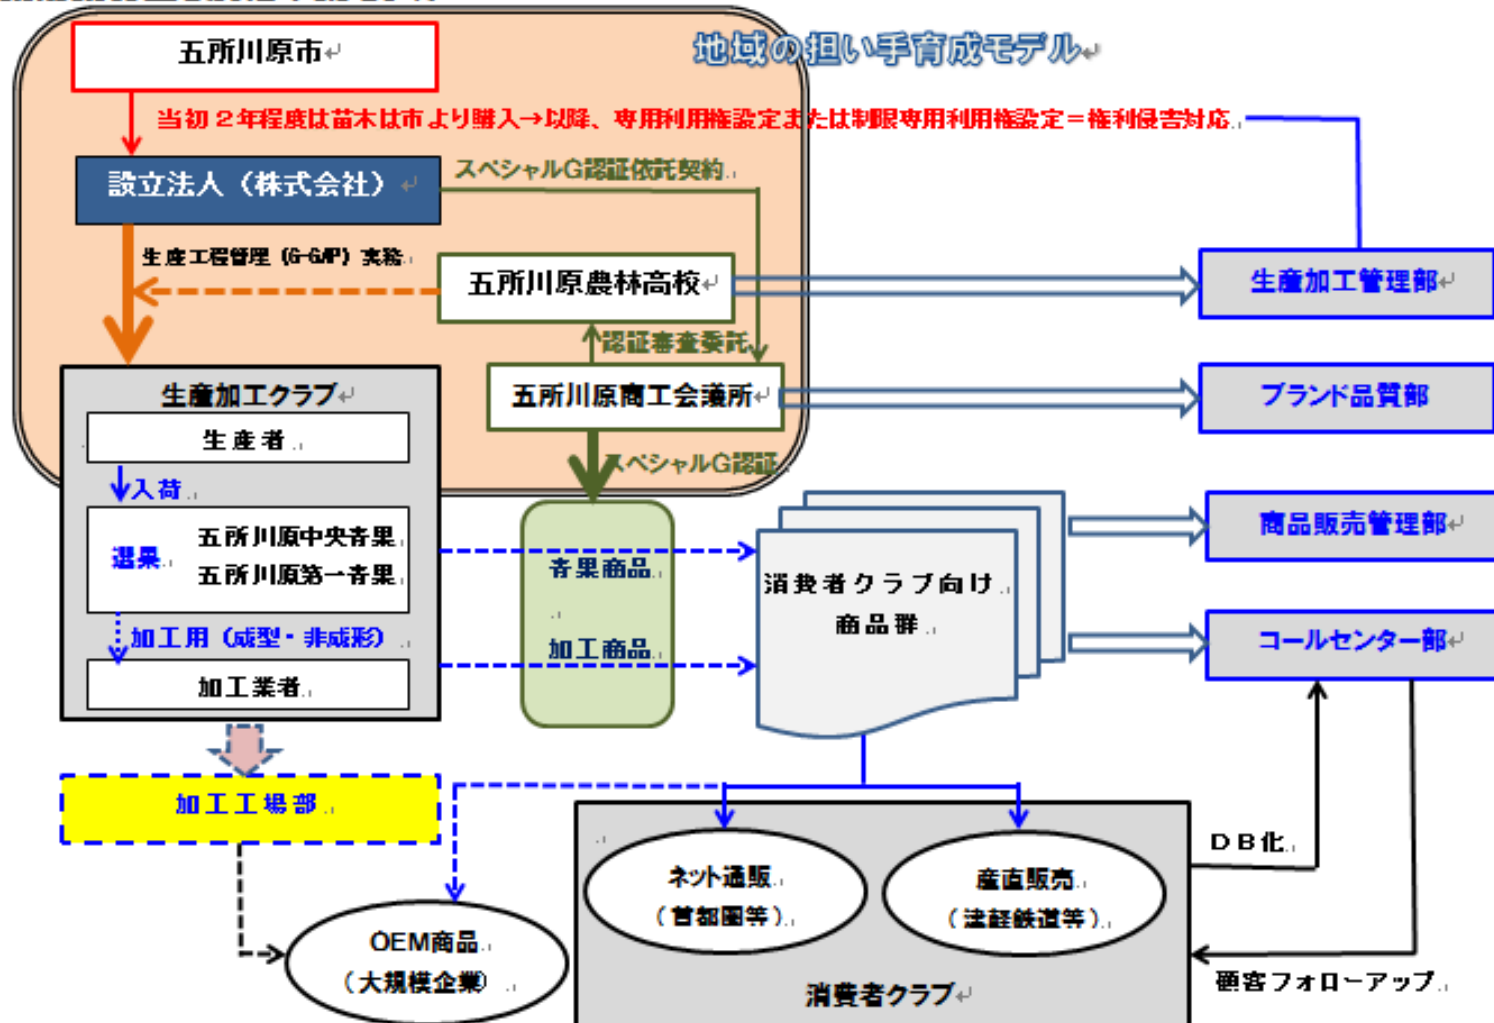 五所川原市
地域の担い手育成モデル
当初2年程度は苗木は市より購入→以降、専用利用権設定または制限専用利用権設定=権利侵害対応
設立法人(株式会社)
スペシャルG認証依託契約
生産工程管理(G-GAP)実務
五所川原農林高校
生産加工管理部
認証審査委託
生産加工クラブ
五所川原商工会議所
ブランド品質部
生産者
スペシャルG認証
入荷
選果
五所川原中央青果
五所川原第一青果
青果商品
加工商品
消費者クラブ向け
商品群
商品販売管理部
加工用(成型・非成形)
コールセンター部
加工業者
加工工場部
DB化
ネット通販
(首都圏等)
産直販売
(津軽鉄道等)
OEM商品
(大規模企業)
消費者クラブ
顧客フォローアップ